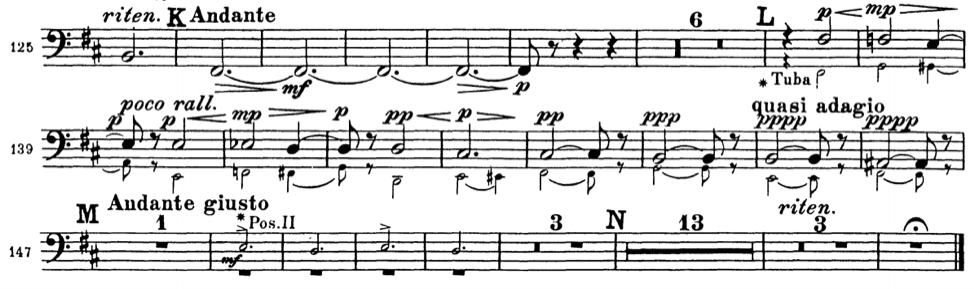 riten. K Andante 6 L p mp
125 mf p * Tuba
poco rall. quasi adagio
p p mp p pp p pp ppp pppp pppp
139
riten.
M Andante giusto
1 * Pos.II 3 N 13 3
147 mf